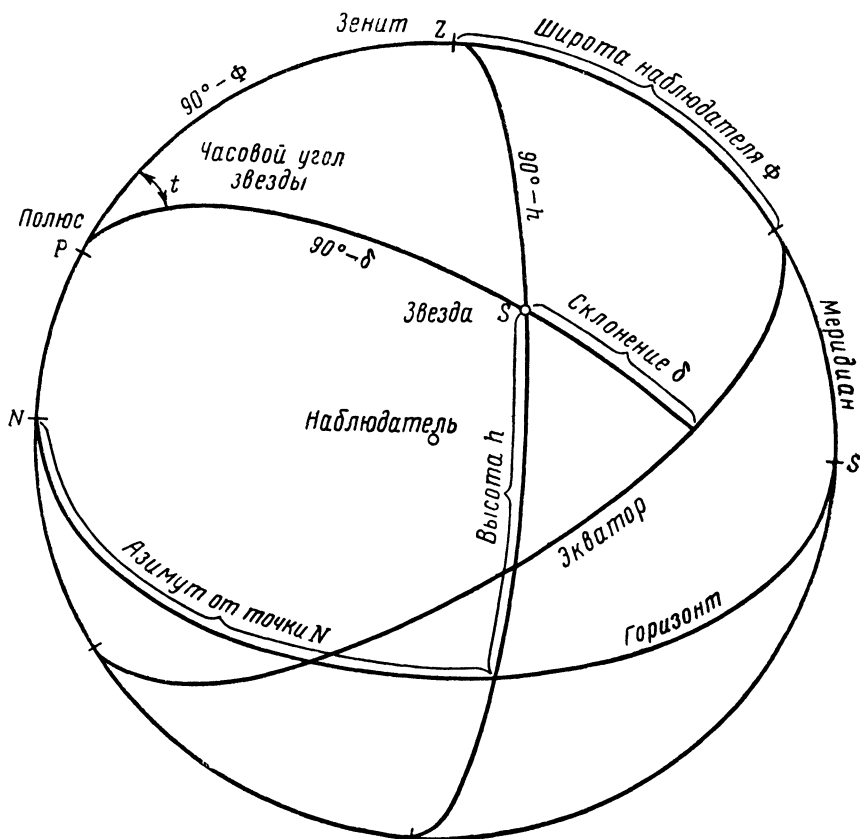 Зенит Z
Широта наблюдателя Ф
90°-Ф
Часовой угол
звезды
t
90°-h
Полюс
P
90°-δ
Звезда S
Склонение δ
Меридиан
N
Наблюдатель
S
Высота h
Экватор
Азимут от точки N
Горизонт